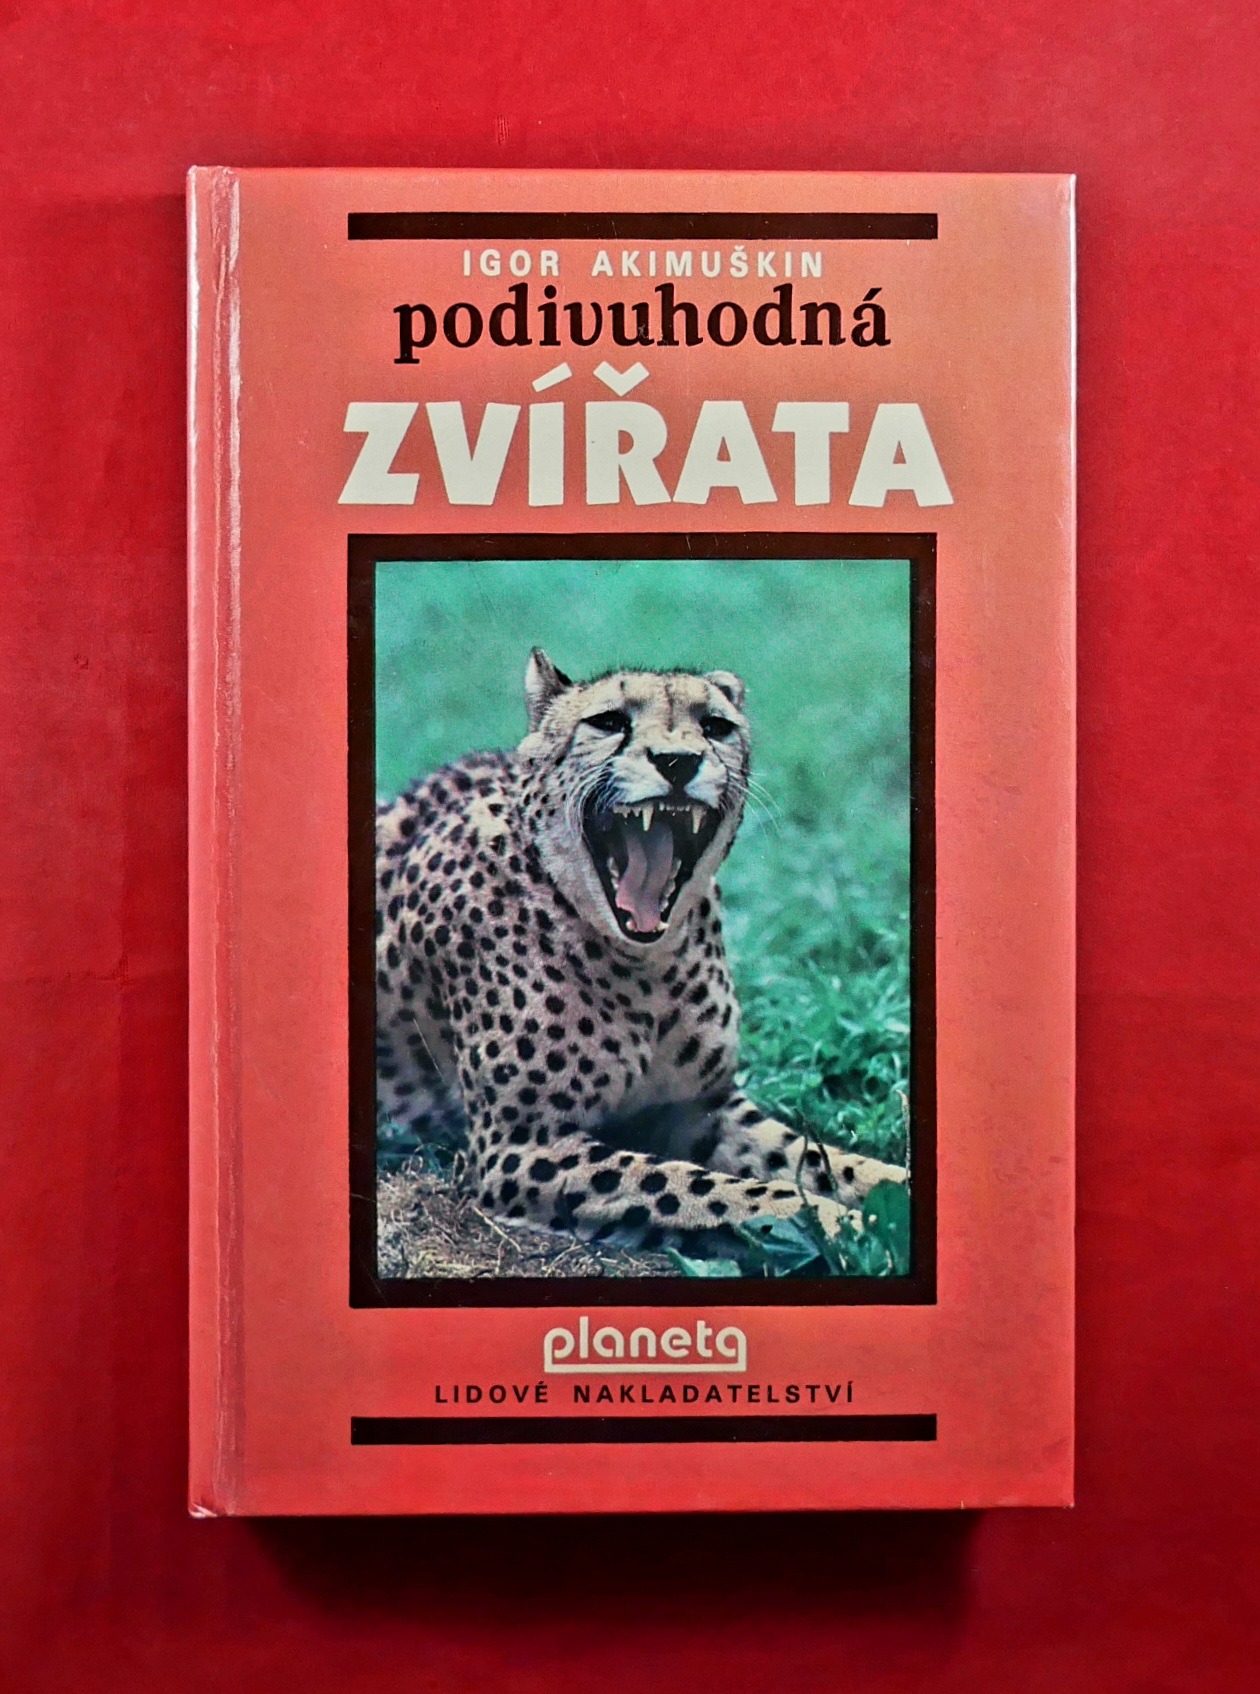 IGOR AKIMUŠKIN
podivuhodná
ZVÍŘATA
planeta
LIDOVÉ NAKLADATELSTVÍ